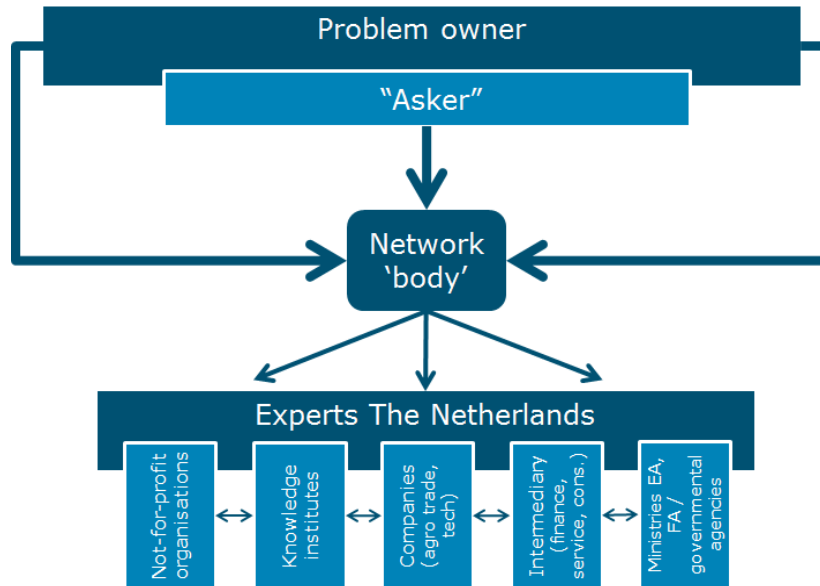 Problem owner
“Asker”
Network
‘body’
Experts The Netherlands
Not-for-profit
organisations
Knowledge
institutes
Companies
(agro trade,
tech)
Intermediary
(finance,
service, cons.)
Ministries EA,
FA /
governmental
agencies